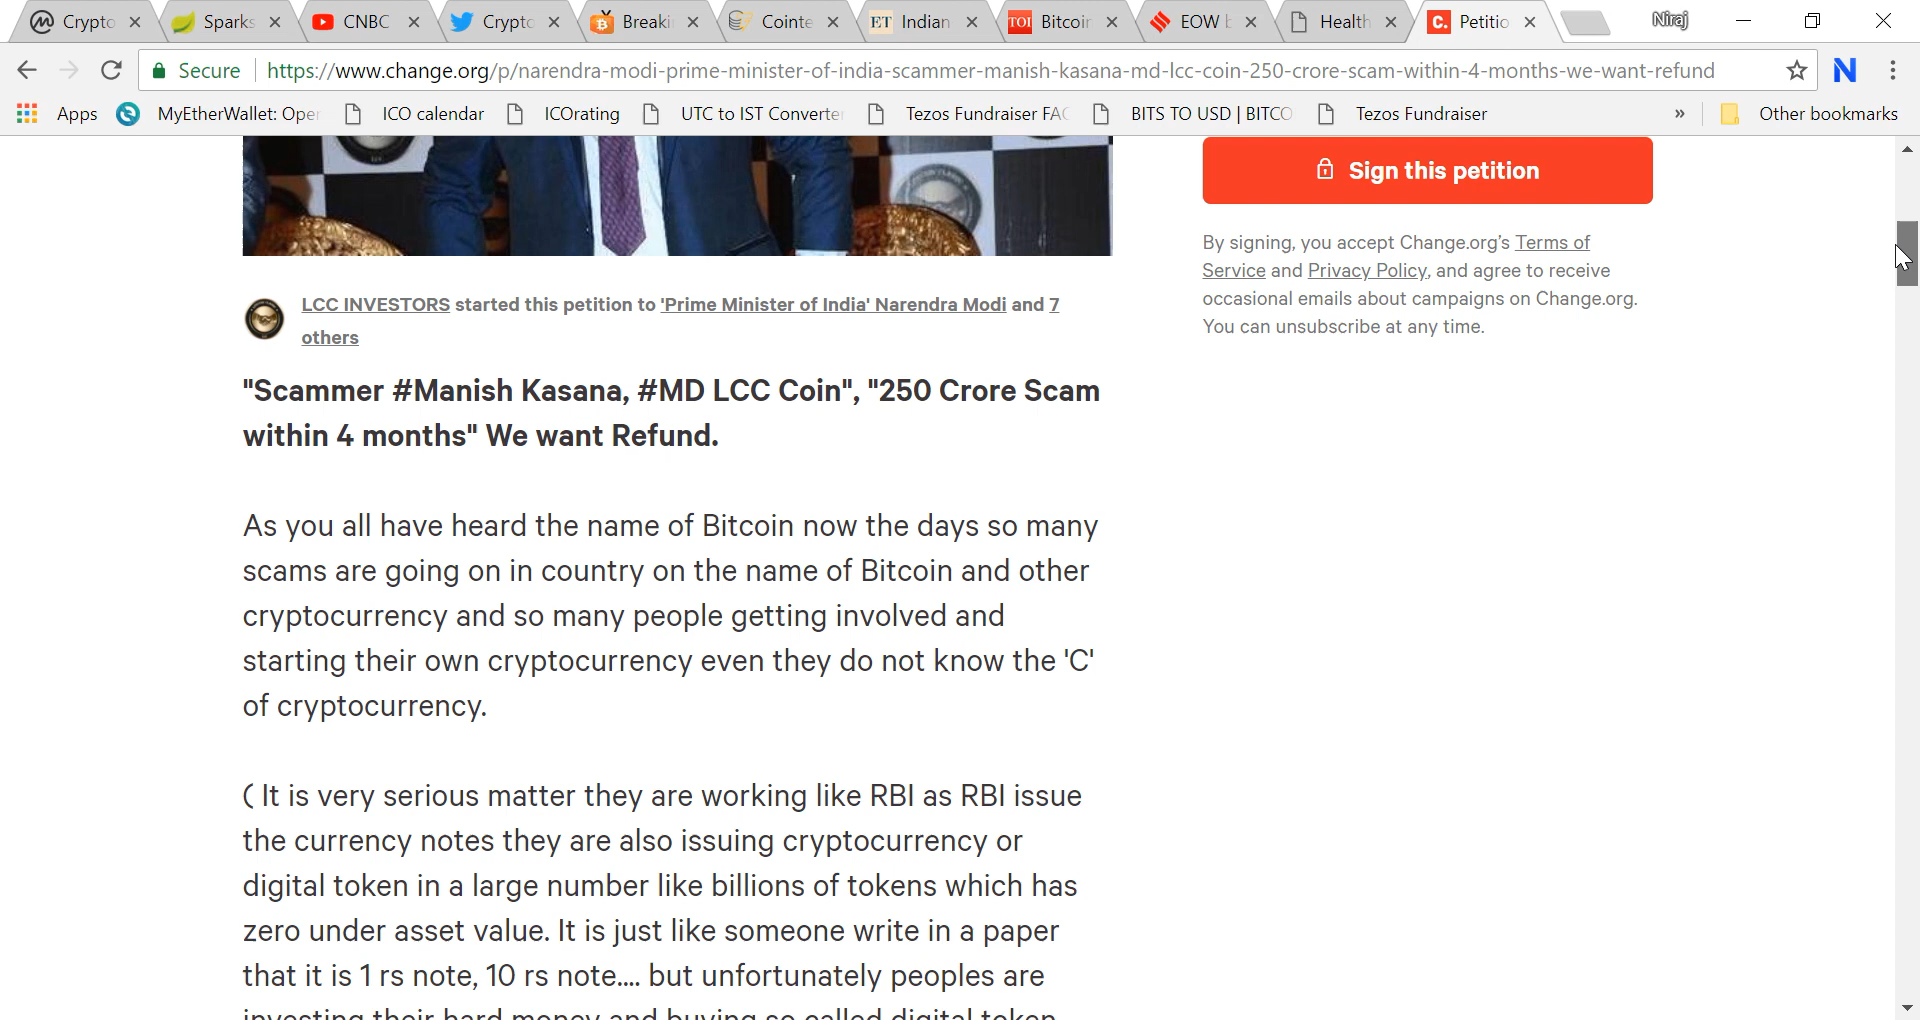 Crypto
Sparks
CNBC
Crypto
Breaki
Cointe
ET Indian
TOI Bitcoin
EOW b
Health
C. Petitio
Niraj
Secure https://www.change.org/p/narendra-modi-prime-minister-of-india-scammer-manish-kasana-md-lcc-coin-250-crore-scam-within-4-months-we-want-refund N
Apps MyEtherWallet: Oper ICO calendar ICOrating UTC to IST Converter Tezos Fundraiser FAC BITS TO USD | BITCO Tezos Fundraiser » Other bookmarks
Sign this petition
By signing, you accept Change.org's Terms of
Service and Privacy Policy, and agree to receive
occasional emails about campaigns on Change.org.
You can unsubscribe at any time.
LCC INVESTORS started this petition to 'Prime Minister of India' Narendra Modi and 7
others
"Scammer #Manish Kasana, #MD LCC Coin", "250 Crore Scam
within 4 months" We want Refund.
As you all have heard the name of Bitcoin now the days so many
scams are going on in country on the name of Bitcoin and other
cryptocurrency and so many people getting involved and
starting their own cryptocurrency even they do not know the 'C'
of cryptocurrency.
( It is very serious matter they are working like RBI as RBI issue
the currency notes they are also issuing cryptocurrency or
digital token in a large number like billions of tokens which has
zero under asset value. It is just like someone write in a paper
that it is 1 rs note, 10 rs note.... but unfortunately peoples are
investing their hard money and buying so called digital token